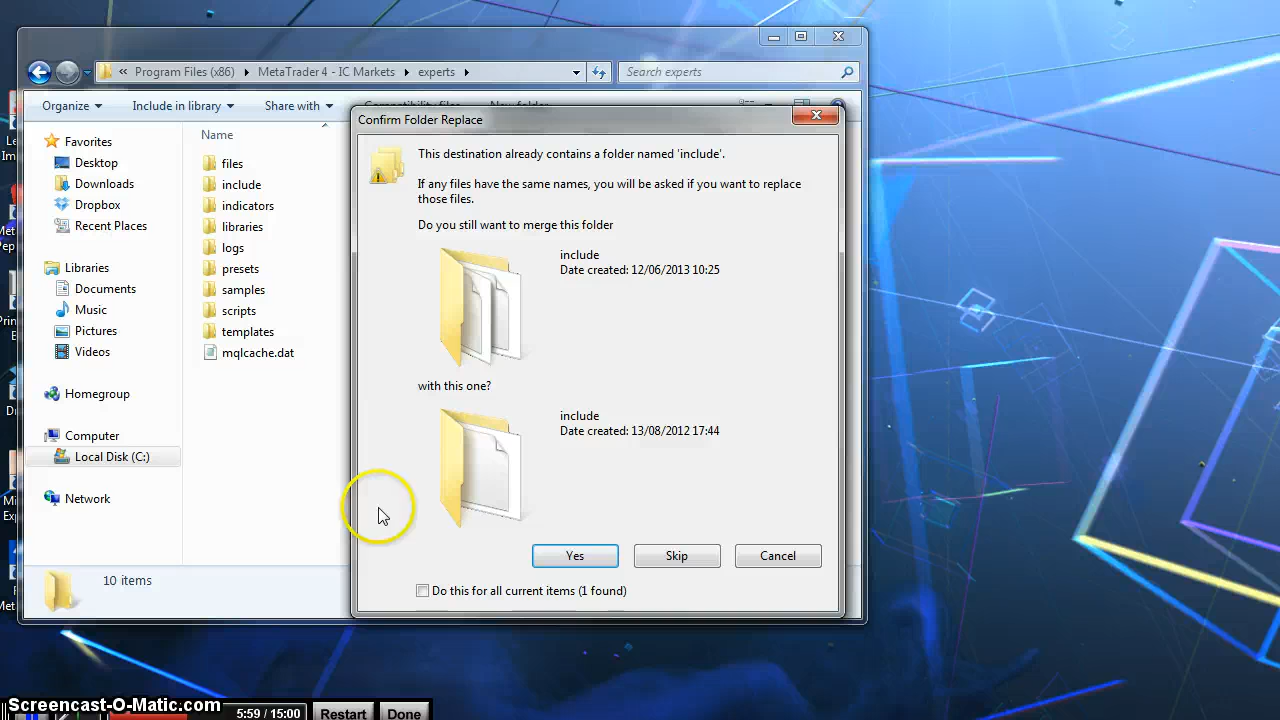 Program Files (x86) MetaTrader 4 - IC Markets experts
Search experts
Organize Include in library Share with
Name
Favorites
Desktop
Downloads
Dropbox
Recent Places
Libraries
Documents
Music
Pictures
Videos
Homegroup
Computer
Local Disk (C:)
Network
files
include
indicators
libraries
logs
presets
samples
scripts
templates
mqlcache.dat
10 items
Confirm Folder Replace
This destination already contains a folder named 'include'.
If any files have the same names, you will be asked if you want to replace
those files.
Do you still want to merge this folder
include
Date created: 12/06/2013 10:25
with this one?
include
Date created: 13/08/2012 17:44
Yes Skip Cancel
Do this for all current items (1 found)
Screencast-O-Matic.com
5:59 / 15:00 Restart Done